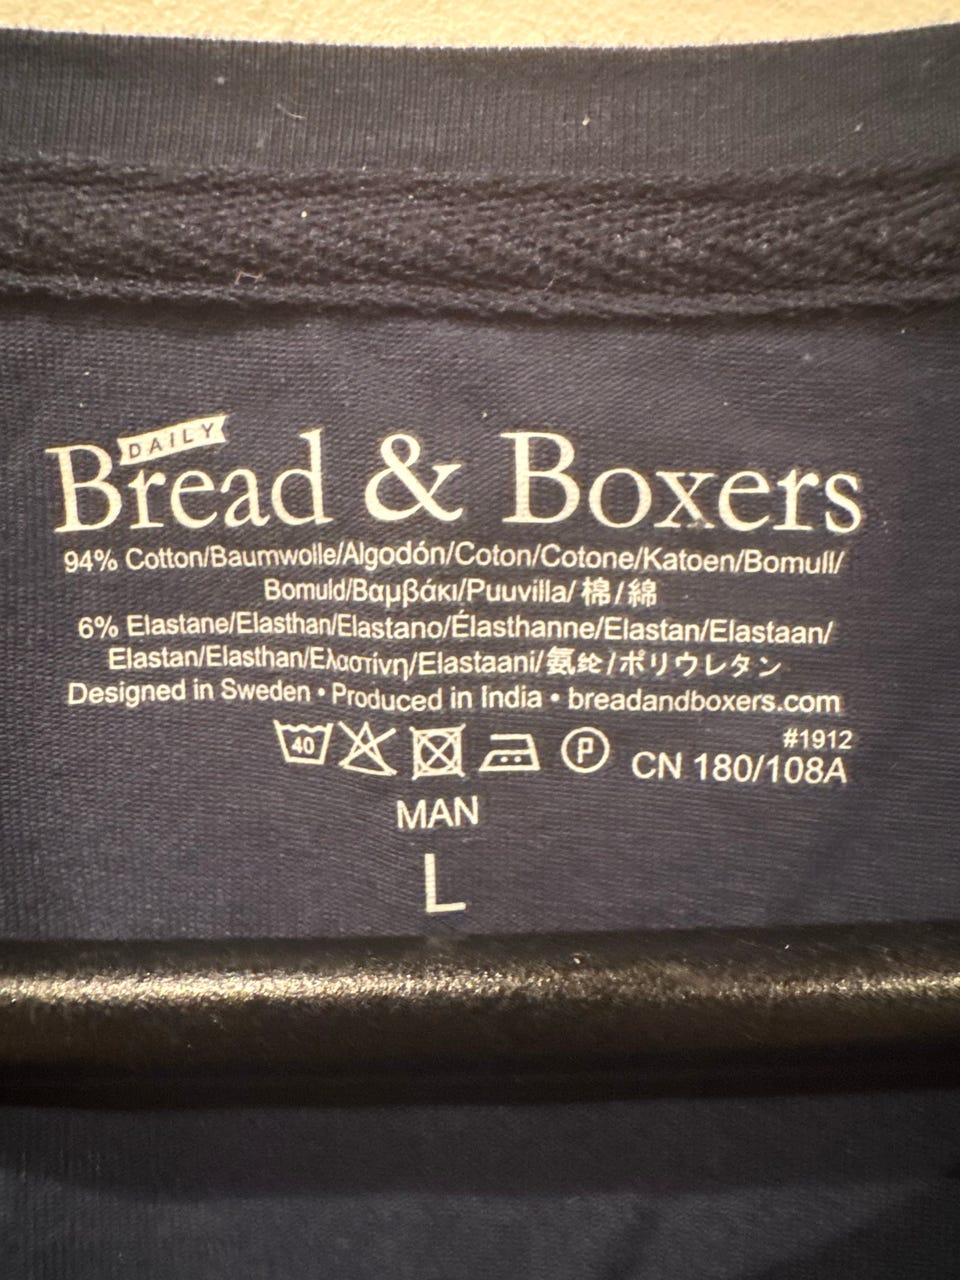 DAILY
Bread & Boxers
94% Cotton/Baumwolle/Algodón/Coton/Cotone/Katoen/Bomull/
Bomuld/Βαμβάκι/Puuvilla/ 棉/綿
6% Elastane/Elasthan/Elastano/Élasthanne/Elastan/Elastaan/
Elastan/Elasthan/Ελαστίνη/Elastaani/氨纶/ポリウレタン
Designed in Sweden • Produced in India • breadandboxers.com
40
P
#1912
CN 180/108A
MAN
L